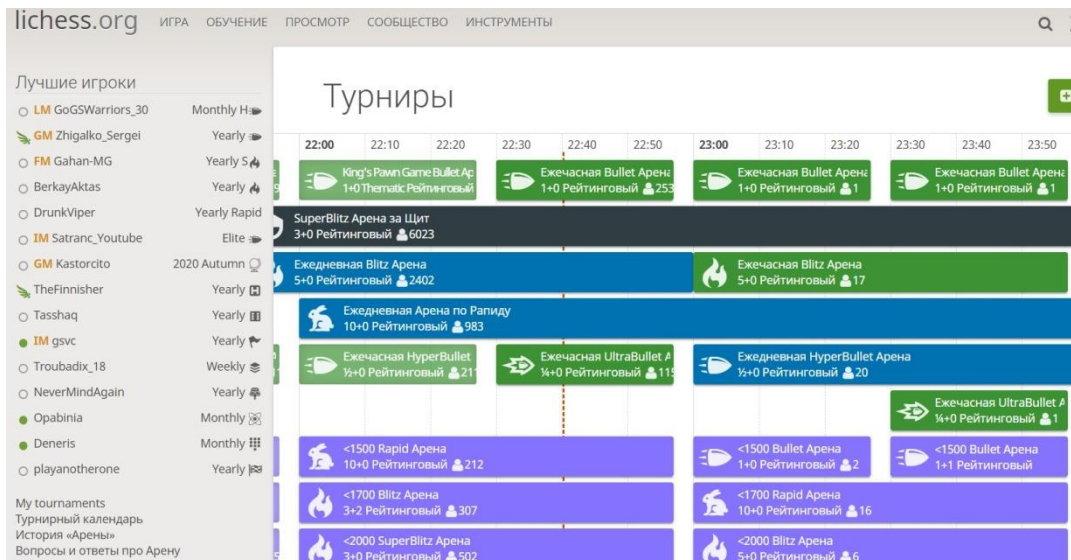 lichess.org ИГРА ОБУЧЕНИЕ ПРОСМОТР СООБЩЕСТВО ИНСТРУМЕНТЫ
Лучшие игроки
LM GoGSWarriors_30 Monthly H
GM Zhigalko_Sergei Yearly
FM Gahan-MG Yearly S
BerkayAktas Yearly
DrunkViper Yearly Rapid
IM Satranc_Youtube Elite
GM Kastorcito 2020 Autumn
TheFinnisher Yearly
Tasshaq Yearly
IM gsvc Yearly
Troubadix_18 Weekly
NeverMindAgain Yearly
Opabinia Monthly
Deneris Monthly
playanotherone Yearly
My tournaments
Турнирный календарь
История «Арены»
Вопросы и ответы про Арену
Турниры
22:00 22:10 22:20 22:30 22:40 22:50 23:00 23:10 23:20 23:30 23:40 23:50
King's Pawn Game Bullet Ар
1+0 Thematic Рейтинговый
Ежечасная Bullet Арена
1+0 Рейтинговый 253
Ежечасная Bullet Арена
1+0 Рейтинговый 1
Ежечасная Bullet Арена
1+0 Рейтинговый 1
SuperBlitz Арена за Щит
3+0 Рейтинговый 6023
Ежедневная Blitz Арена
5+0 Рейтинговый 2402
Ежечасная Blitz Арена
5+0 Рейтинговый 17
Ежедневная Арена по Рапиду
10+0 Рейтинговый 983
Ежечасная HyperBullet
½+0 Рейтинговый 211
Ежечасная UltraBullet А
¼+0 Рейтинговый 115
Ежедневная HyperBullet Арена
½+0 Рейтинговый 20
Ежечасная UltraBullet А
¼+0 Рейтинговый 1
<1500 Rapid Арена
10+0 Рейтинговый 212
<1500 Bullet Арена
1+0 Рейтинговый 2
<1500 Bullet Арена
1+1 Рейтинговый
<1700 Blitz Арена
3+2 Рейтинговый 307
<1700 Rapid Арена
10+0 Рейтинговый 16
<2000 SuperBlitz Арена
3+0 Рейтинговый 502
<2000 Blitz Арена
5+0 Рейтинговый 6